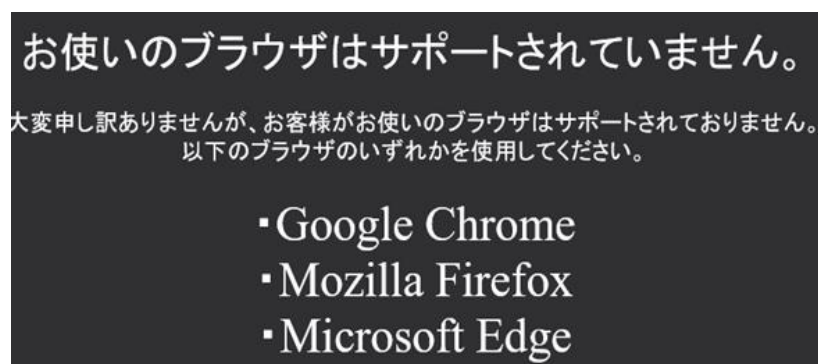 お使いのブラウザはサポートされていません。
大変申し訳ありませんが、お客様がお使いのブラウザはサポートされておりません。
以下のブラウザのいずれかを使用してください。
▪Google Chrome
▪Mozilla Firefox
▪Microsoft Edge